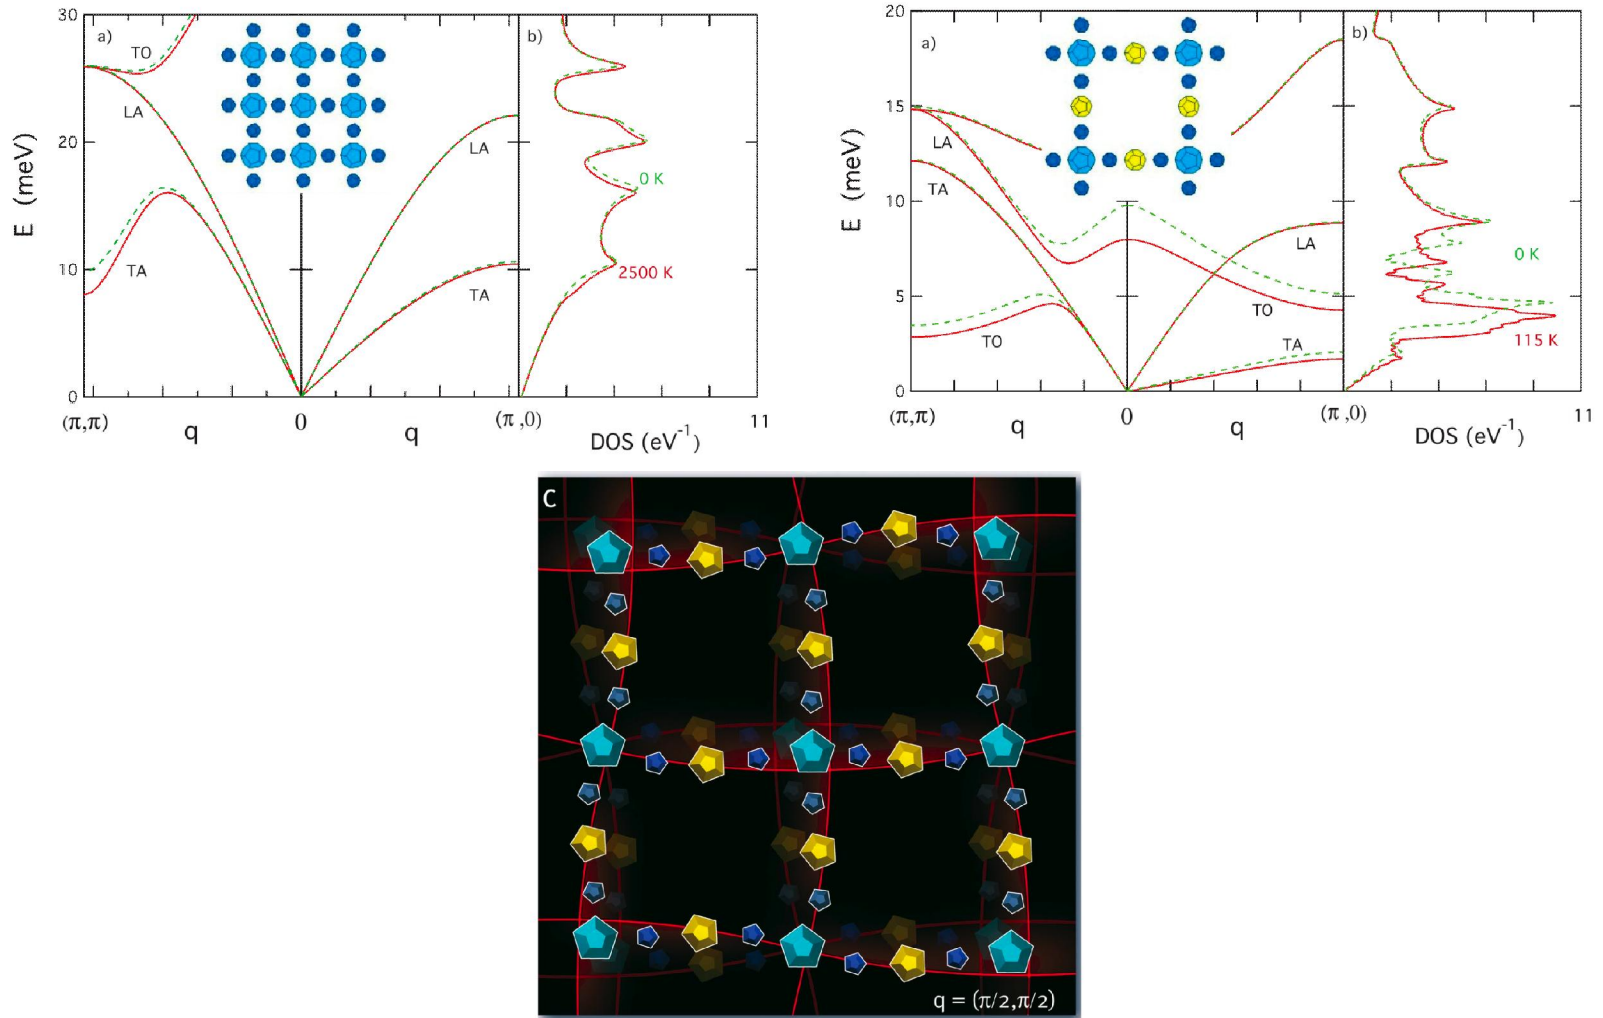 30
20
10
0
E (meV)
a)
TO
LA
TA
LA
TA
(π,π)
q
0
q
(π,0)
b)
0 K
2500 K
11
DOS (eV⁻¹)
20
15
10
5
0
E (meV)
a)
LA
TA
TO
LA
TO
TA
(π,π)
q
0
q
(π,0)
b)
0 K
115 K
11
DOS (eV⁻¹)
C
q = (π/2,π/2)